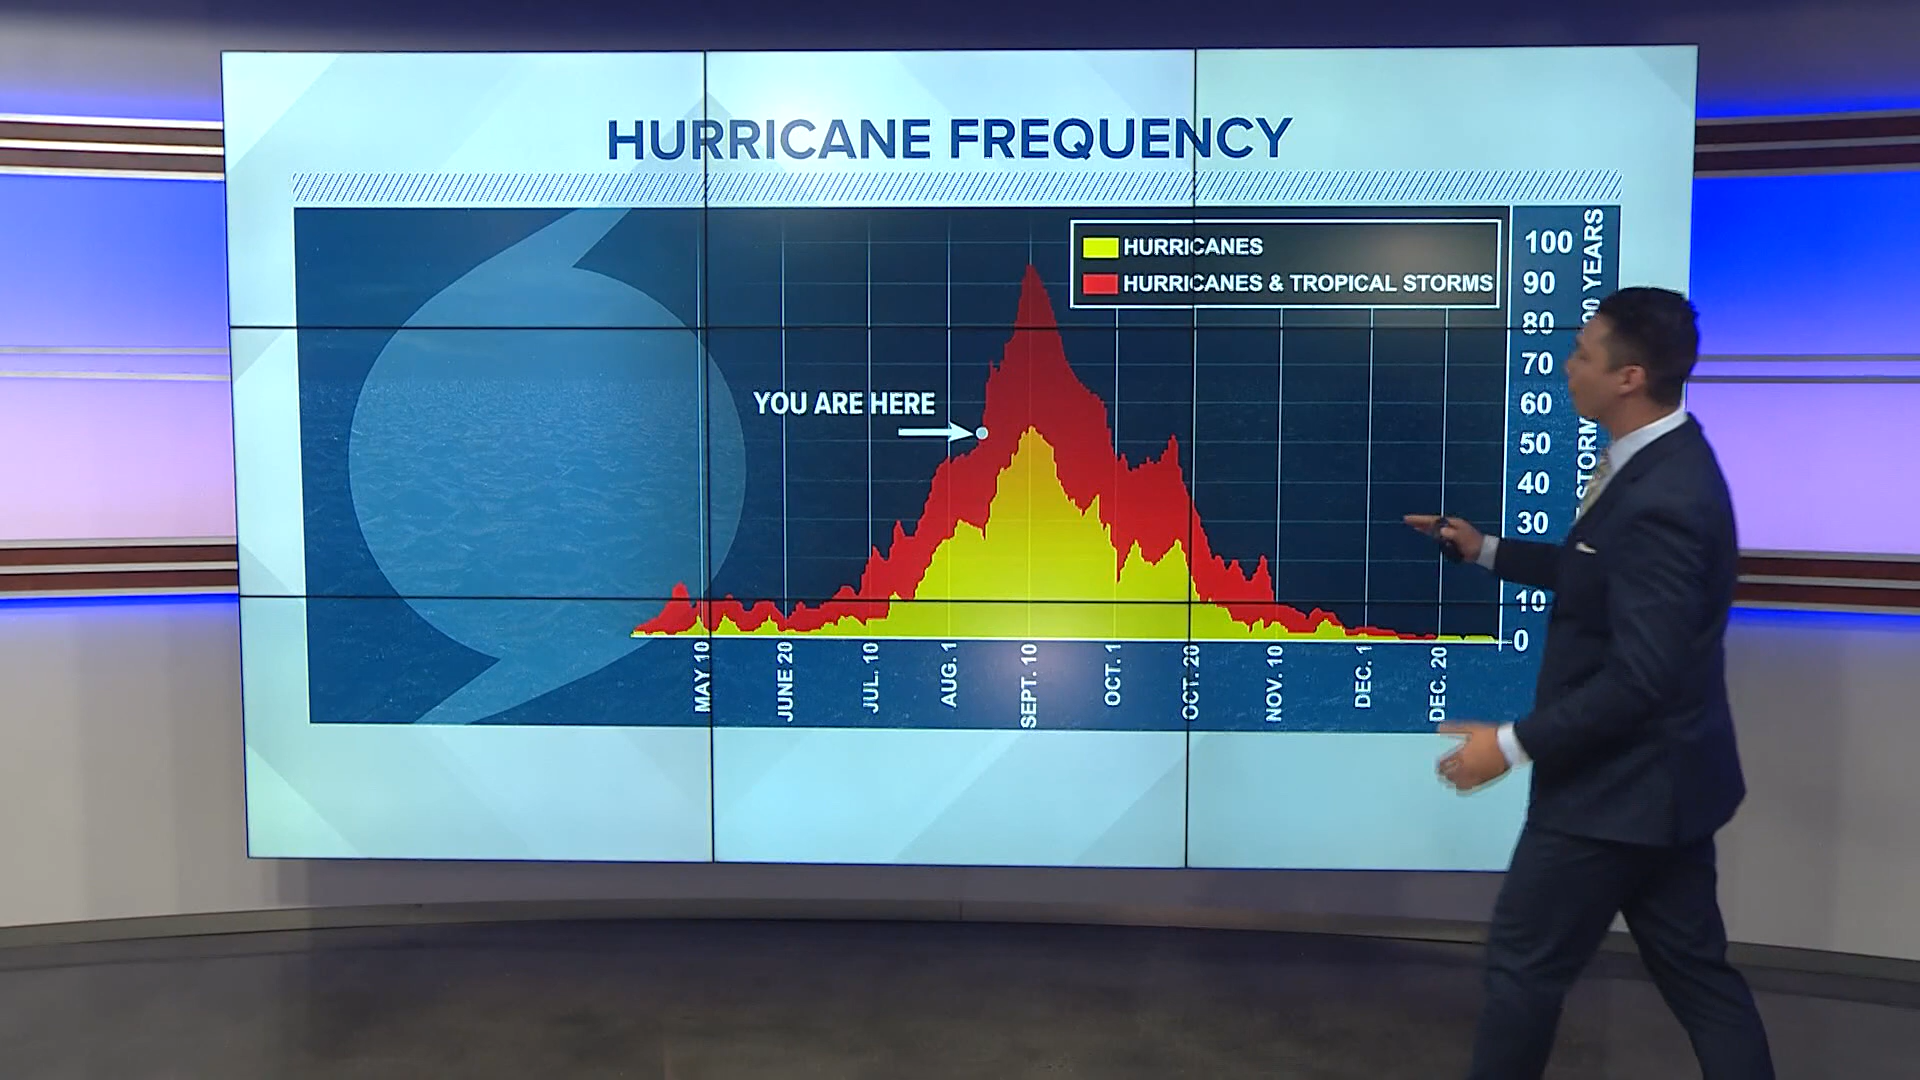 HURRICANE FREQUENCY
HURRICANES
HURRICANES & TROPICAL STORMS
YOU ARE HERE
100
90
80
70
60
50
40
30
10
0
YEARS
MAY 10
JUNE 20
JUL. 10
AUG. 1
SEPT. 10
OCT. 1
OCT. 20
NOV. 10
DEC. 1
DEC. 20